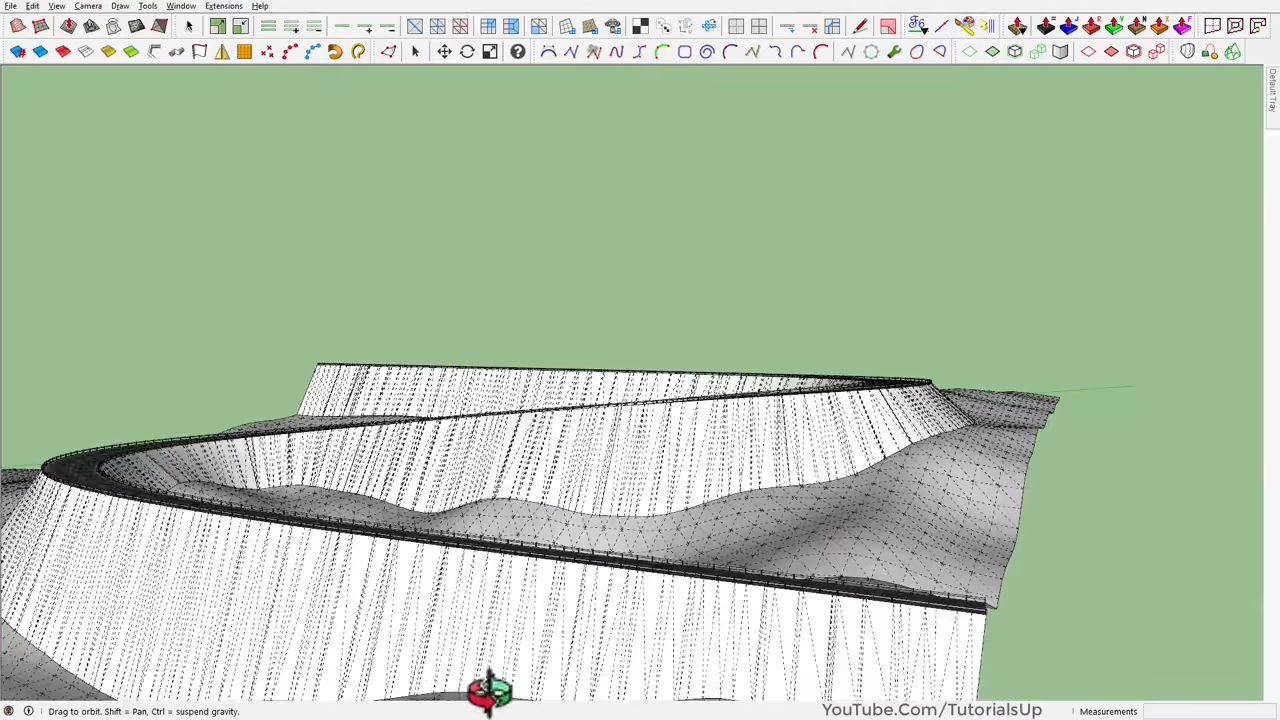 File Edit View Camera Draw Tools Window Extensions Help
Default Tray
Drag to orbit. Shift = Pan, Ctrl = suspend gravity.
YouTube.Com/TutorialsUp
Measurements